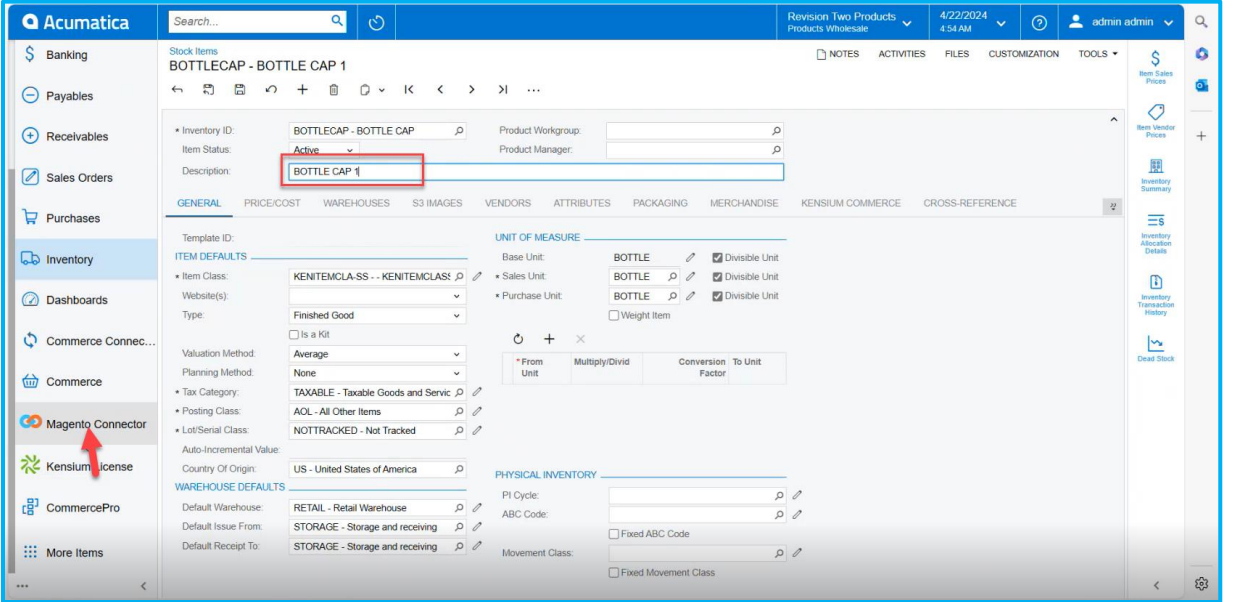 Acumatica
Search...
Revision Two Products
Products Wholesale
4/22/2024
4:54 AM
admin admin
Banking
Payables
Receivables
Sales Orders
Purchases
Inventory
Dashboards
Commerce Connec...
Commerce
Magento Connector
Kensium License
CommercePro
More Items
Stock Items
BOTTLECAP - BOTTLE CAP 1
NOTES ACTIVITIES FILES CUSTOMIZATION TOOLS
* Inventory ID: BOTTLECAP - BOTTLE CAP
Product Workgroup:
Item Status: Active
Product Manager:
Description: BOTTLE CAP 1
GENERAL PRICE/COST WAREHOUSES S3 IMAGES VENDORS ATTRIBUTES PACKAGING MERCHANDISE KENSIUM COMMERCE CROSS-REFERENCE
Template ID:
ITEM DEFAULTS
* Item Class: KENITEMCLA-SS - - KENITEMCLASS
Website(s):
Type: Finished Good
Is a Kit
Valuation Method: Average
Planning Method: None
* Tax Category: TAXABLE - Taxable Goods and Servic
* Posting Class: AOL - All Other Items
* Lot/Serial Class: NOTTRACKED - Not Tracked
Auto-Incremental Value:
Country Of Origin: US - United States of America
WAREHOUSE DEFAULTS
Default Warehouse: RETAIL - Retail Warehouse
Default Issue From: STORAGE - Storage and receiving
Default Receipt To: STORAGE - Storage and receiving
UNIT OF MEASURE
Base Unit: BOTTLE Divisible Unit
* Sales Unit: BOTTLE Divisible Unit
* Purchase Unit: BOTTLE Divisible Unit
Weight Item
* From Unit Multiply/Divid Conversion Factor To Unit
PHYSICAL INVENTORY
PI Cycle:
ABC Code:
Fixed ABC Code
Movement Class:
Fixed Movement Class
Item Sales
Prices
Item Vendor
Prices
Inventory
Summary
Inventory
Allocation
Details
Inventory
Transaction
History
Dead Stock